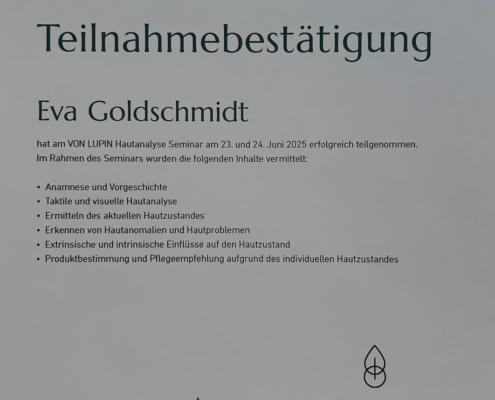 Teilnahmebestätigung
Eva Goldschmidt
hat am VON LUPIN Hautanalyse Seminar am 23. und 24. Juni 2025 erfolgreich teilgenommen.
Im Rahmen des Seminars wurden die folgenden Inhalte vermittelt:
• Anamnese und Vorgeschichte
• Taktile und visuelle Hautanalyse
• Ermitteln des aktuellen Hautzustandes
• Erkennen von Hautanomalien und Hautproblemen
• Extrinsische und intrinsische Einflüsse auf den Hautzustand
• Produktbestimmung und Pflegeempfehlung aufgrund des individuellen Hautzustandes